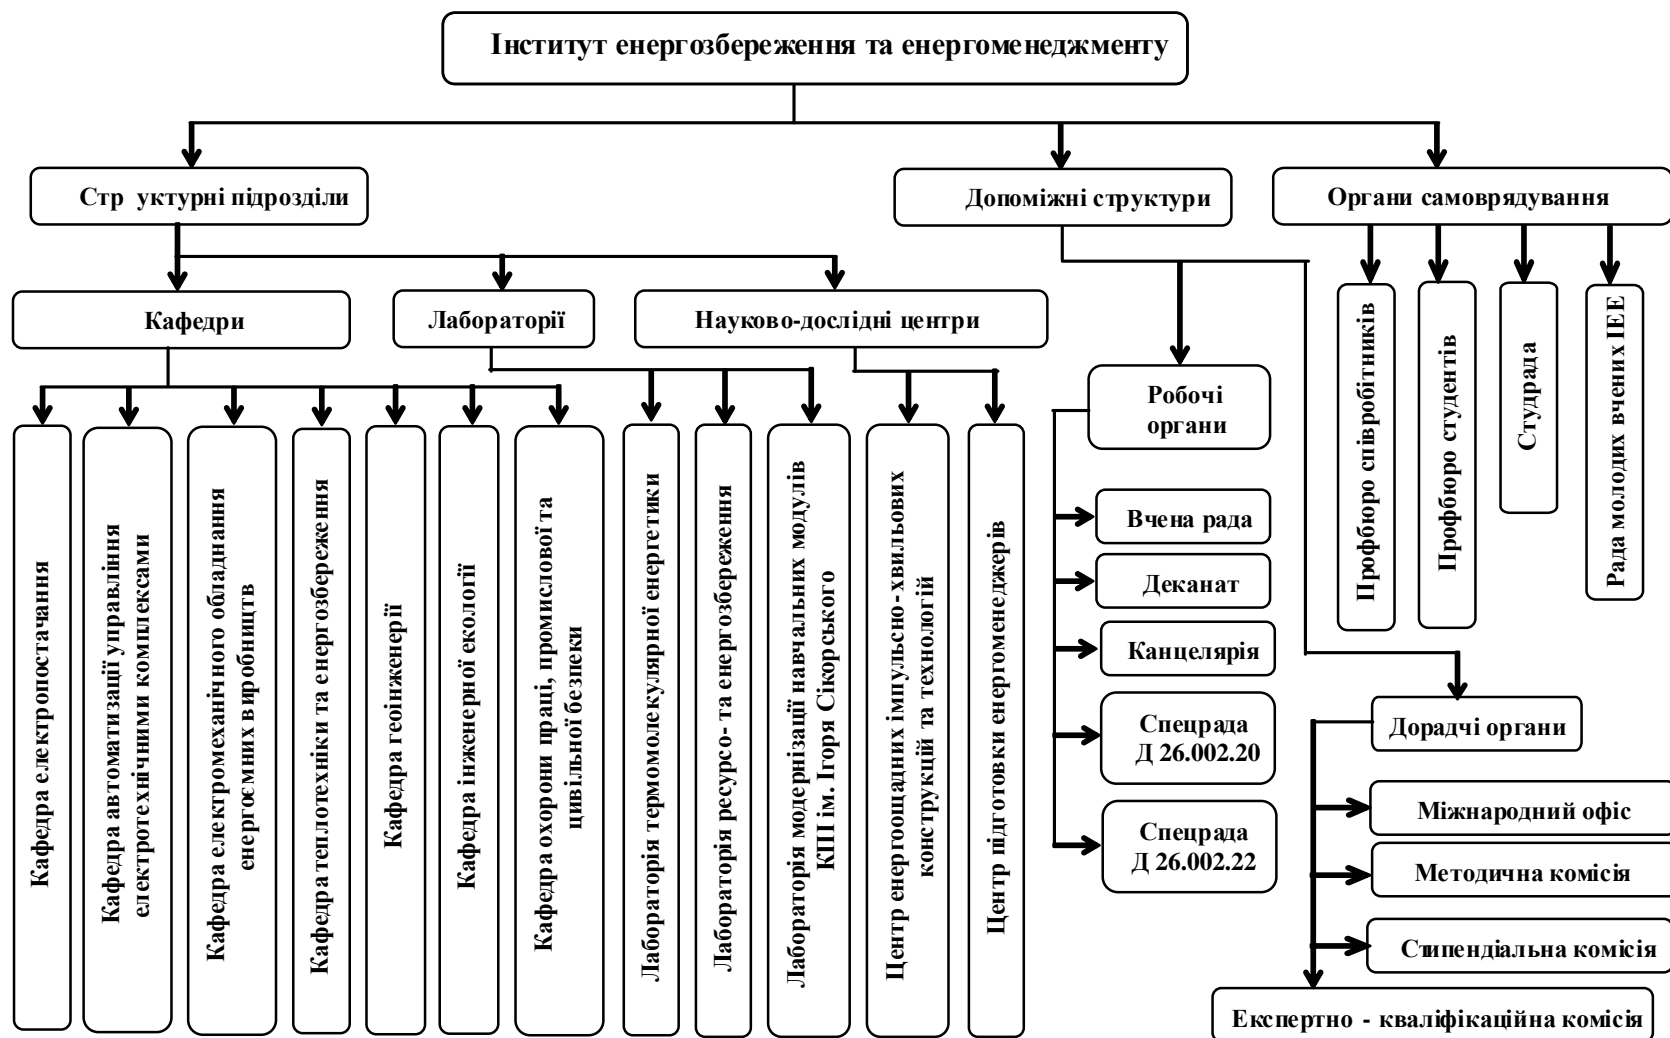 Інститут енергозбереження та енергоменеджменту
Стр уктурні підрозділи
Допоміжні структури
Органи самоврядування
Кафедри
Лабораторії
Науково-дослідні центри
Кафедра електропостачання
Кафедра автоматизації управління
електротехнічними комплексами
Кафедра електромеханічного обладнання
енергоємних виробництв
Кафедра теплотехніки та енергозбереження
Кафедра геоінженерії
Кафедра інженерної екології
Кафедра охорони праці, промислової та
цивільної безпеки
Лабораторія термомолекулярної енергетики
Лабораторія ресурсо- та енергозбереження
Лабораторія модернізації навчальних модулів
КПІ ім. Ігоря Сікорського
Центр енергоощадних імпульсно-хвильових
конструкцій та технологій
Центр підготовки енергоменеджерів
Робочі
органи
Вчена рада
Деканат
Канцелярія
Спецрада
Д 26.002.20
Спецрада
Д 26.002.22
Профбюро співробітників
Профбюро студентів
Студрада
Рада молодих вчених ІЕЕ
Дорадчі органи
Міжнародний офіс
Методична комісія
Стипендіальна комісія
Експертно - кваліфікаційна комісія